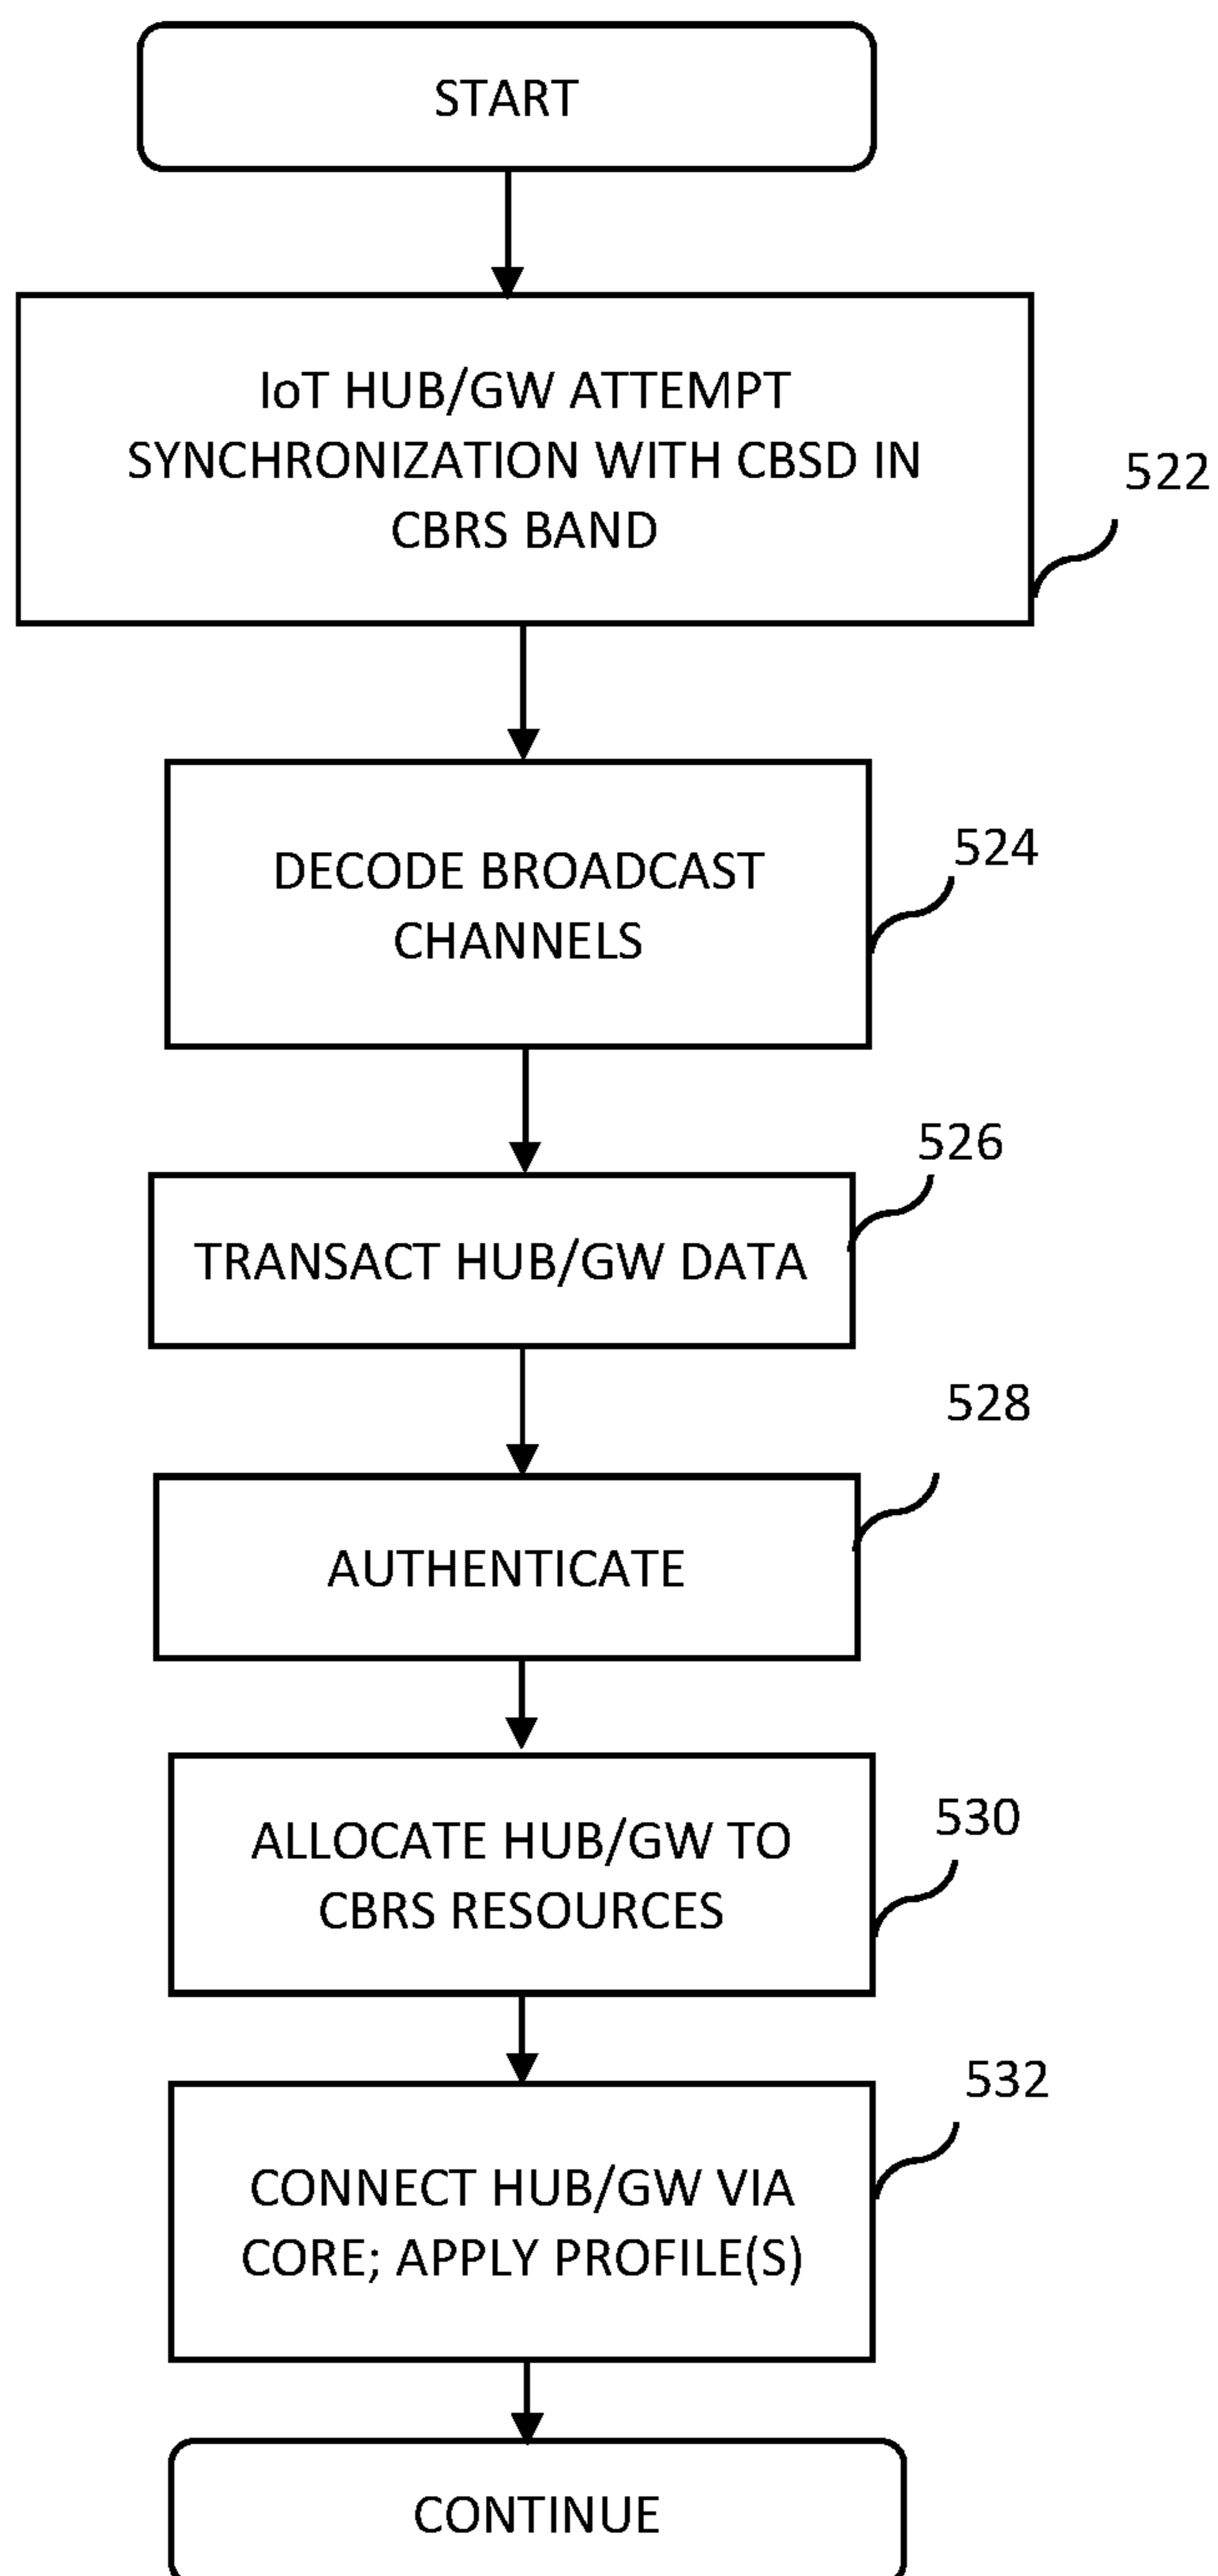 START
IoT HUB/GW ATTEMPT
SYNCHRONIZATION WITH CBSD IN
CBRS BAND
522
DECODE BROADCAST
CHANNELS
524
TRANSACT HUB/GW DATA
526
AUTHENTICATE
528
ALLOCATE HUB/GW TO
CBRS RESOURCES
530
CONNECT HUB/GW VIA
CORE; APPLY PROFILE(S)
532
CONTINUE